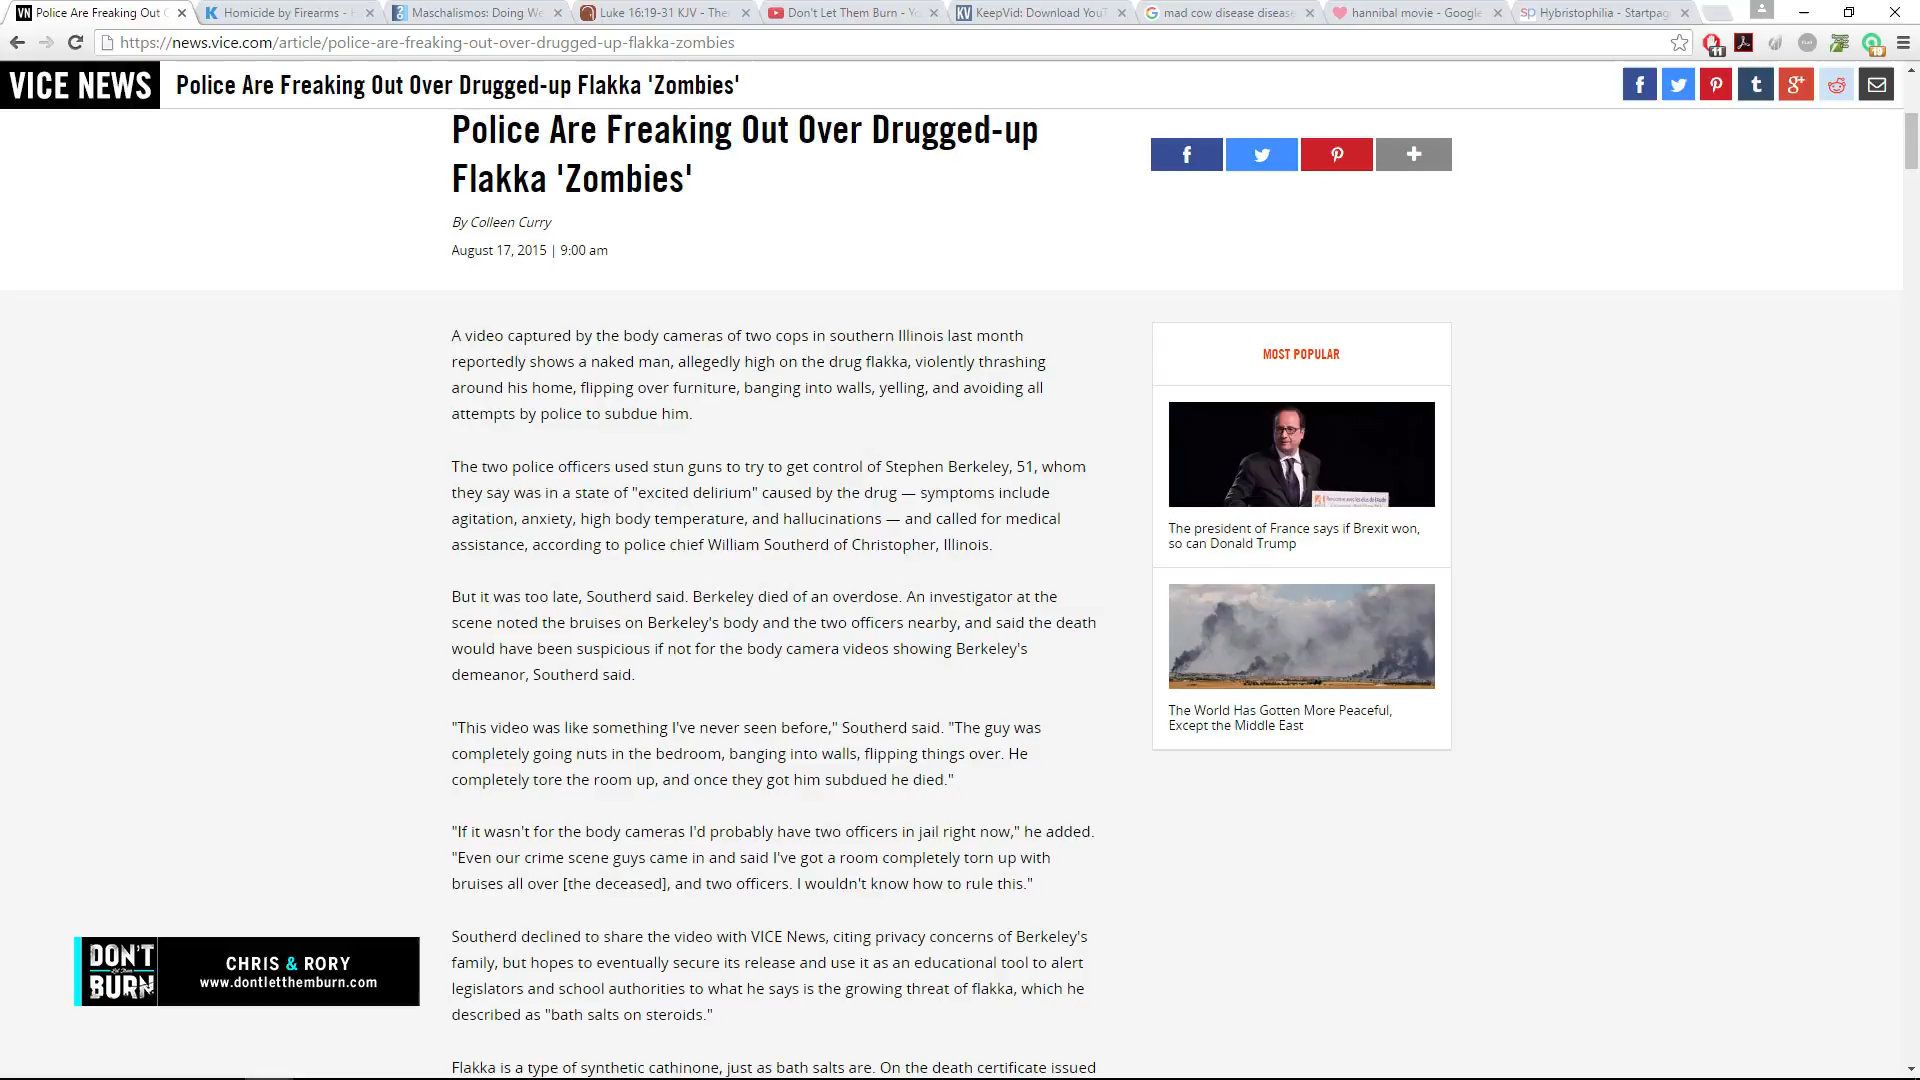 Police Are Freaking Out O
Homicide by Firearms -
Maschalismos: Doing We
Luke 16:19-31 KJV - The
Don't Let Them Burn - Yo
KeepVid: Download YouT
mad cow disease disease
hannibal movie - Google
Hybristophilia - Startpag
https://news.vice.com/article/police-are-freaking-out-over-drugged-up-flakka-zombies
VICE NEWS
Police Are Freaking Out Over Drugged-up Flakka 'Zombies'
Police Are Freaking Out Over Drugged-up
Flakka 'Zombies'
By Colleen Curry
August 17, 2015 | 9:00 am
A video captured by the body cameras of two cops in southern Illinois last month
reportedly shows a naked man, allegedly high on the drug flakka, violently thrashing
around his home, flipping over furniture, banging into walls, yelling, and avoiding all
attempts by police to subdue him.
The two police officers used stun guns to try to get control of Stephen Berkeley, 51, whom
they say was in a state of "excited delirium" caused by the drug — symptoms include
agitation, anxiety, high body temperature, and hallucinations — and called for medical
assistance, according to police chief William Southerd of Christopher, Illinois.
But it was too late, Southerd said. Berkeley died of an overdose. An investigator at the
scene noted the bruises on Berkeley's body and the two officers nearby, and said the death
would have been suspicious if not for the body camera videos showing Berkeley's
demeanor, Southerd said.
"This video was like something I've never seen before," Southerd said. "The guy was
completely going nuts in the bedroom, banging into walls, flipping things over. He
completely tore the room up, and once they got him subdued he died."
"If it wasn't for the body cameras I'd probably have two officers in jail right now," he added.
"Even our crime scene guys came in and said I've got a room completely torn up with
bruises all over [the deceased], and two officers. I wouldn't know how to rule this."
Southerd declined to share the video with VICE News, citing privacy concerns of Berkeley's
family, but hopes to eventually secure its release and use it as an educational tool to alert
legislators and school authorities to what he says is the growing threat of flakka, which he
described as "bath salts on steroids."
Flakka is a type of synthetic cathinone, just as bath salts are. On the death certificate issued
MOST POPULAR
The president of France says if Brexit won,
so can Donald Trump
The World Has Gotten More Peaceful,
Except the Middle East
DON'T
Let Them
BURN
CHRIS & RORY
www.dontletthemburn.com